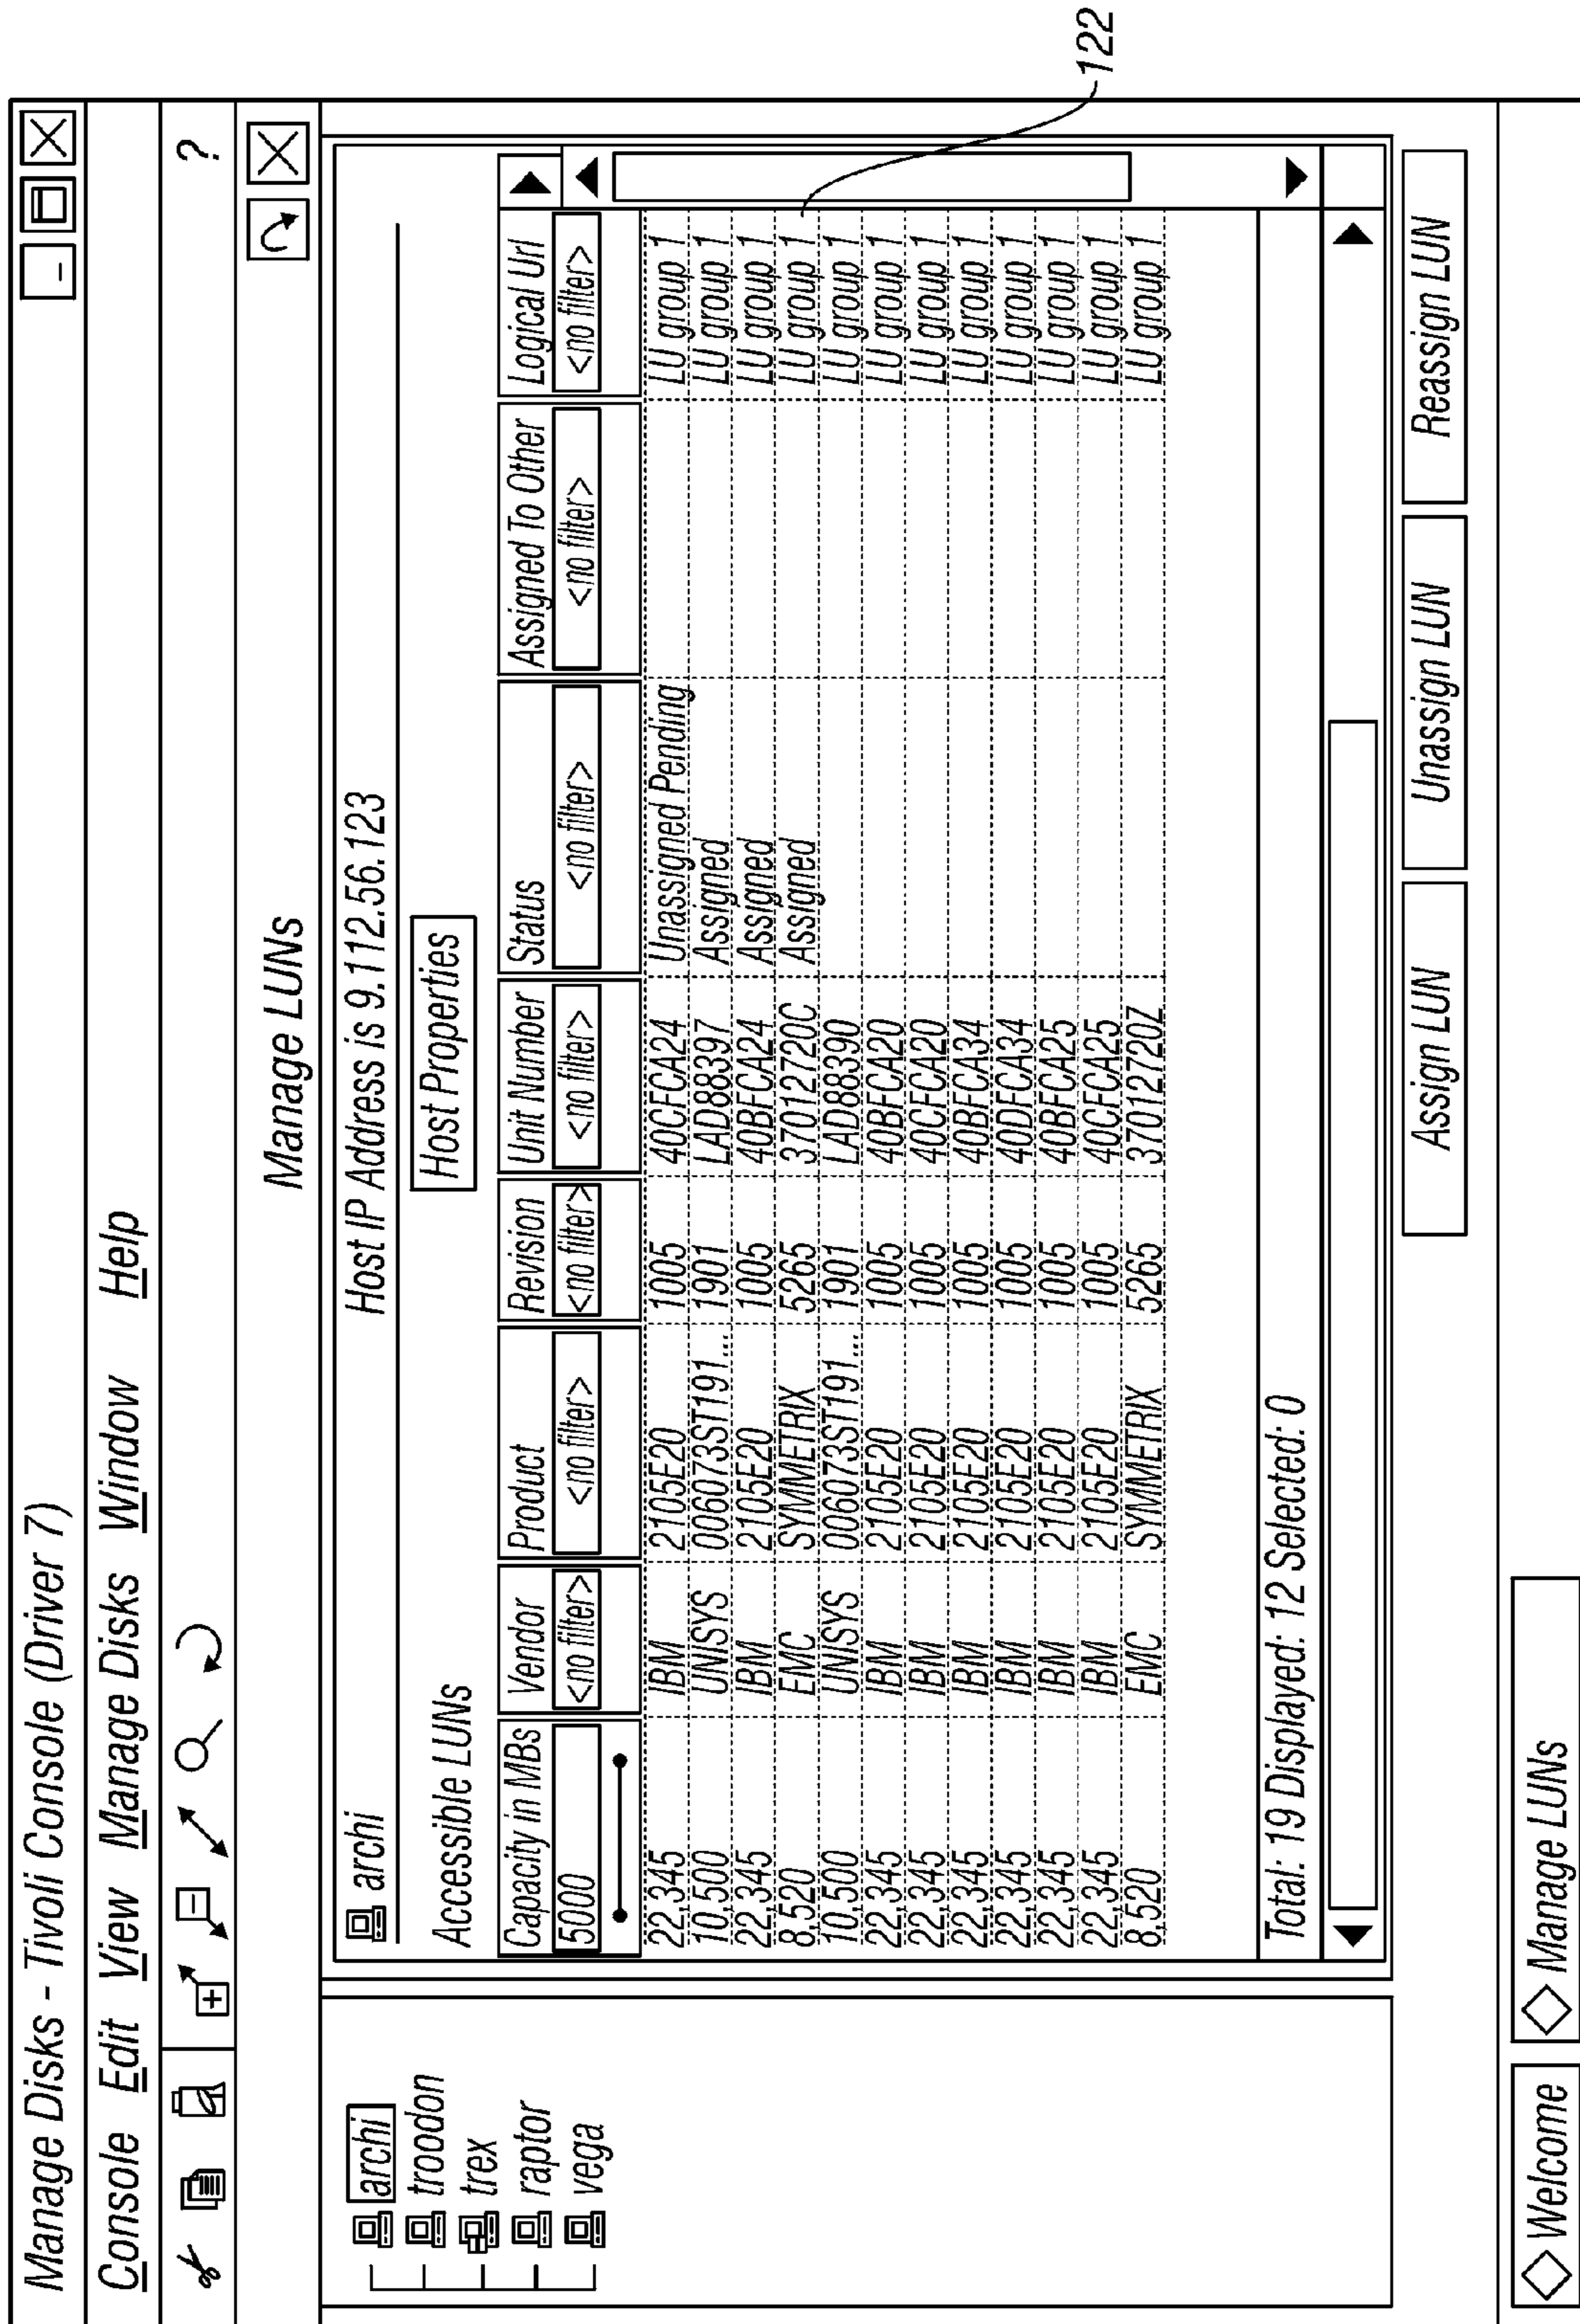 Manage Disks - Tivoli Console (Driver 7)
Console Edit View Manage Disks Window Help
?
Manage LUNs
archi
troodon
trex
raptor
vega
archi Host IP Address is 9.112.56.123
Host Properties
Accessible LUNs
Capacity in MBs Vendor Product Revision Unit Number Status Assigned To Other Logical Url
5000 <no filter> <no filter> <no filter> <no filter> <no filter> <no filter> <no filter>
22,345 IBM 2105E20 1005 40CFCA24 Unassigned Pending LU group 1
10,500 UNISYS 006073ST191... 1901 LAD88397 Assigned LU group 1
22,345 IBM 2105E20 1005 40BFCA24 Assigned LU group 1
8,520 EMC SYMMETRIX 5265 37012720C Assigned LU group 1
10,500 UNISYS 006073ST191... 1901 LAD88390 LU group 1
22,345 IBM 2105E20 1005 40BFCA20 LU group 1
22,345 IBM 2105E20 1005 40CFCA20 LU group 1
22,345 IBM 2105E20 1005 40BFCA34 LU group 1
22,345 IBM 2105E20 1005 40DFCA34 LU group 1
22,345 IBM 2105E20 1005 40BFCA25 LU group 1
22,345 IBM 2105E20 1005 40CFCA25 LU group 1
8,520 EMC SYMMETRIX 5265 37012720Z LU group 1
122
Total: 19 Displayed: 12 Selected: 0
Assign LUN Unassign LUN Reassign LUN
Welcome Manage LUNs